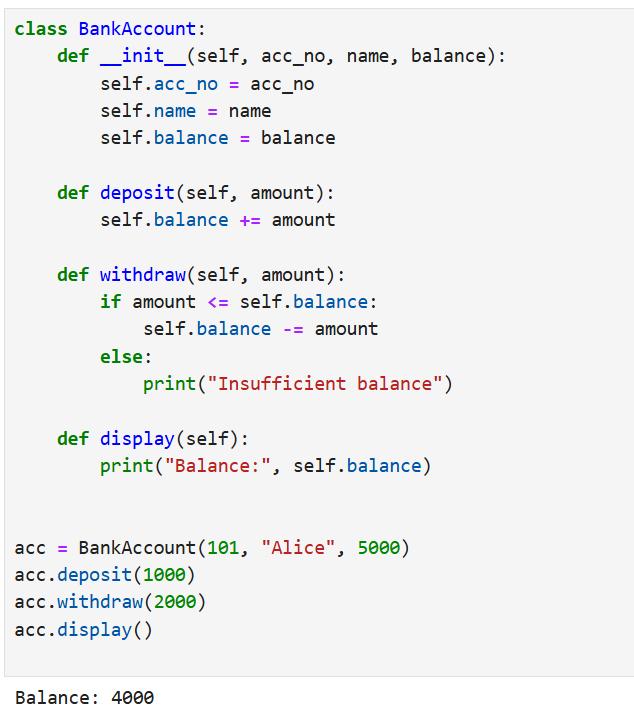 class BankAccount:
    def __init__(self, acc_no, name, balance):
        self.acc_no = acc_no
        self.name = name
        self.balance = balance

    def deposit(self, amount):
        self.balance += amount

    def withdraw(self, amount):
        if amount <= self.balance:
            self.balance -= amount
        else:
            print("Insufficient balance")

    def display(self):
        print("Balance:", self.balance)


acc = BankAccount(101, "Alice", 5000)
acc.deposit(1000)
acc.withdraw(2000)
acc.display()

Balance: 4000